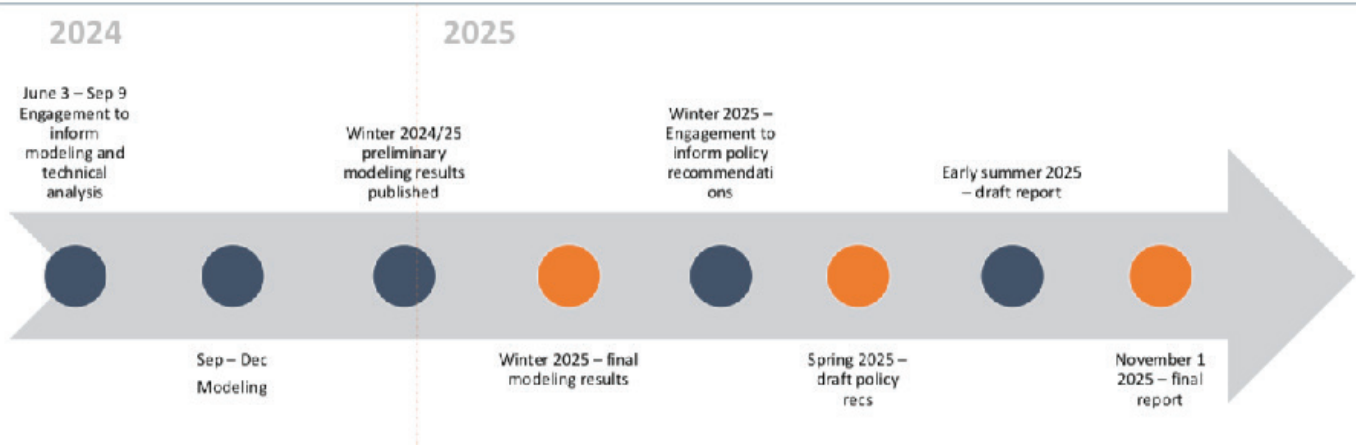 2024
2025
June 3 – Sep 9
Engagement to
inform
modeling and
technical
analysis
Sep – Dec
Modeling
Winter 2024/25
preliminary
modeling results
published
Winter 2025 – final
modeling results
Winter 2025 –
Engagement to
inform policy
recommendati
ons
Spring 2025 –
draft policy
recs
Early summer 2025
– draft report
November 1
2025 – final
report